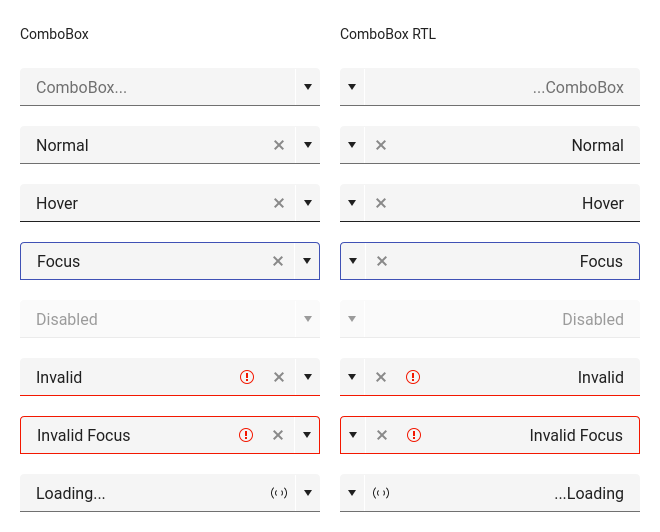 ComboBox
ComboBox RTL
ComboBox...
...ComboBox
Normal
Normal
Hover
Hover
Focus
Focus
Disabled
Disabled
Invalid
Invalid
Invalid Focus
Invalid Focus
Loading...
...Loading